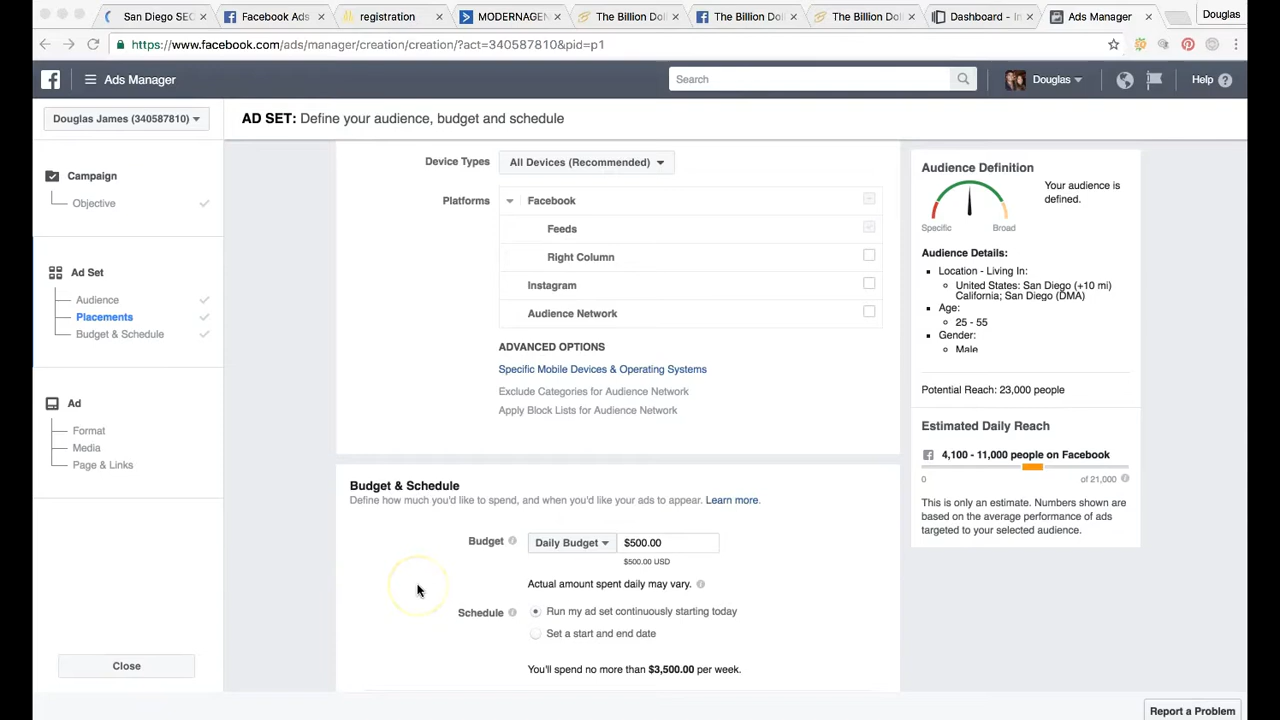 San Diego SEC
Facebook Ads
registration
MODERNAGEN
The Billion Doll
The Billion Doll
The Billion Doll
Dashboard - In
Ads Manager
Douglas
https://www.facebook.com/ads/manager/creation/creation/?act=340587810&pid=p1
Ads Manager
Search
Douglas
Help
Douglas James (340587810)
AD SET: Define your audience, budget and schedule
Campaign
Objective
Ad Set
Audience
Placements
Budget & Schedule
Ad
Format
Media
Page & Links
Close
Device Types
All Devices (Recommended)
Platforms
Facebook
Feeds
Right Column
Instagram
Audience Network
ADVANCED OPTIONS
Specific Mobile Devices & Operating Systems
Exclude Categories for Audience Network
Apply Block Lists for Audience Network
Budget & Schedule
Define how much you'd like to spend, and when you'd like your ads to appear. Learn more.
Budget
Daily Budget
$500.00
$500.00 USD
Actual amount spent daily may vary.
Schedule
Run my ad set continuously starting today
Set a start and end date
You'll spend no more than $3,500.00 per week.
Audience Definition
Your audience is
defined.
Specific
Broad
Audience Details:
Location - Living In:
United States: San Diego (+10 mi)
California; San Diego (DMA)
Age:
25 - 55
Gender:
Male
Potential Reach: 23,000 people
Estimated Daily Reach
4,100 - 11,000 people on Facebook
0
of 21,000
This is only an estimate. Numbers shown are
based on the average performance of ads
targeted to your selected audience.
Report a Problem